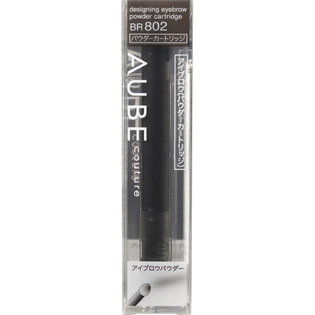 designing eyebrow
powder cartridge
BR 802
パウダーカートリッジ
AUBE
couture
アイブロウ(パウダーカートリッジ)
アイブロウパウダー